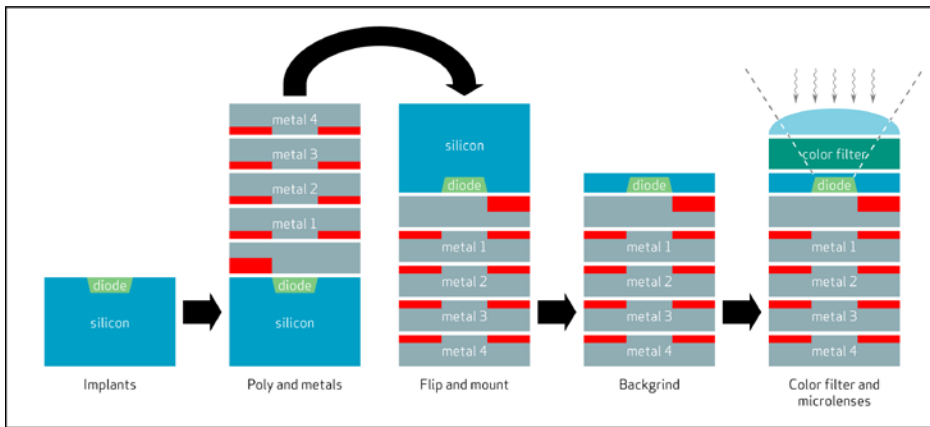 diode
silicon
Implants
metal 4
metal 3
metal 2
metal 1
diode
silicon
Poly and metals
silicon
diode
metal 1
metal 2
metal 3
metal 4
Flip and mount
diode
metal 1
metal 2
metal 3
metal 4
Backgrind
color filter
diode
metal 1
metal 2
metal 3
metal 4
Color filter and
microlenses